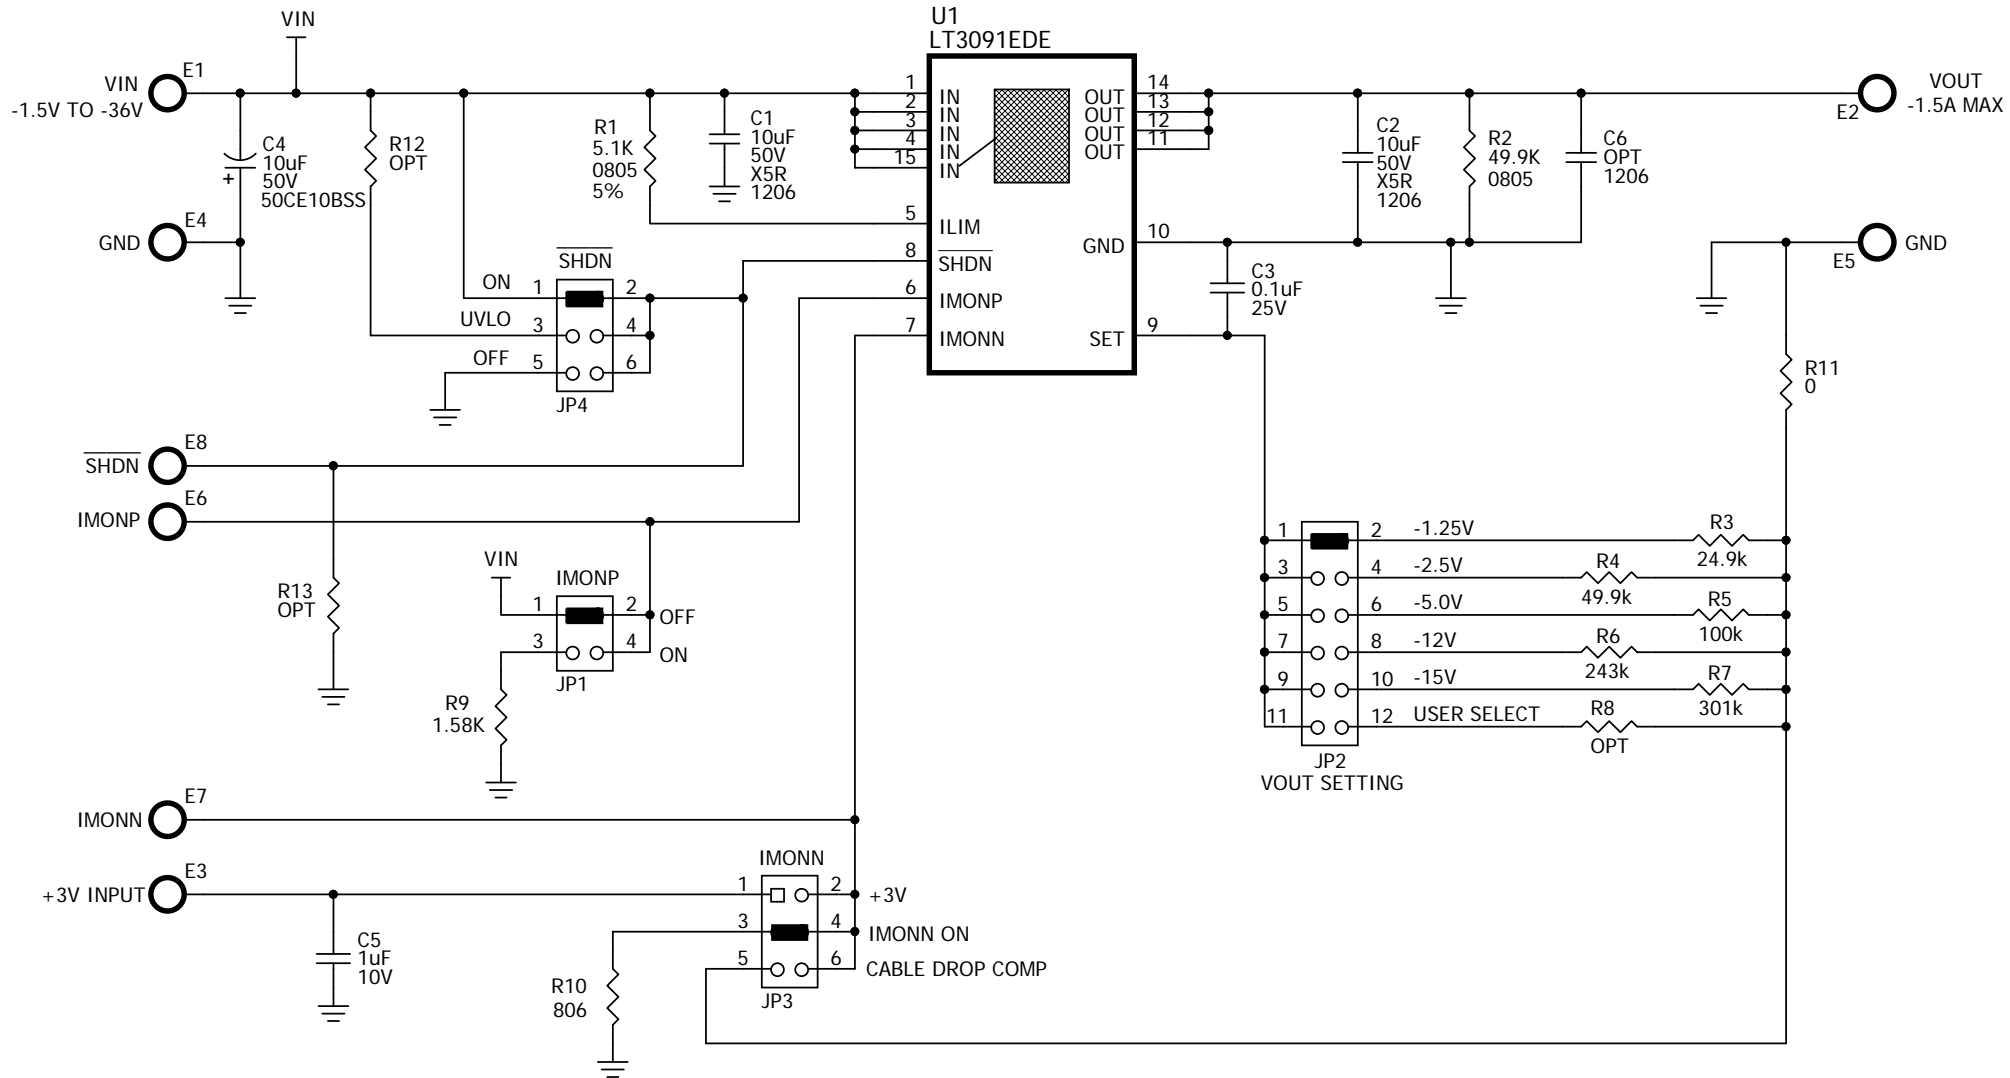 VIN
U1
LT3091EDE
E1
VIN
-1.5V TO -36V
C4
10uF
50V
50CE10BSS
+
R12
OPT
R1
5.1K
0805
5%
C1
10uF
50V
X5R
1206
1
2
3
4
15
IN
IN
IN
IN
IN
14
13
12
11
OUT
OUT
OUT
OUT
C2
10uF
50V
X5R
1206
R2
49.9K
0805
C6
OPT
1206
E2
VOUT
-1.5A MAX
E4
GND
5
ILIM
8
SHDN
6
IMONP
7
IMONN
10
GND
9
SET
C3
0.1uF
25V
E5
GND
SHDN
ON
1
2
UVLO
3
4
OFF
5
6
JP4
R11
0
E8
SHDN
E6
IMONP
R13
OPT
VIN
IMONP
1
2
OFF
3
4
ON
JP1
R9
1.58K
1
2
-1.25V
R3
24.9k
3
4
-2.5V
R4
49.9k
5
6
-5.0V
R5
100k
7
8
-12V
R6
243k
9
10
-15V
R7
301k
11
12
USER SELECT
R8
OPT
JP2
VOUT SETTING
E7
IMONN
E3
+3V INPUT
C5
1uF
10V
IMONN
1
2
+3V
3
4
IMONN ON
5
6
CABLE DROP COMP
JP3
R10
806